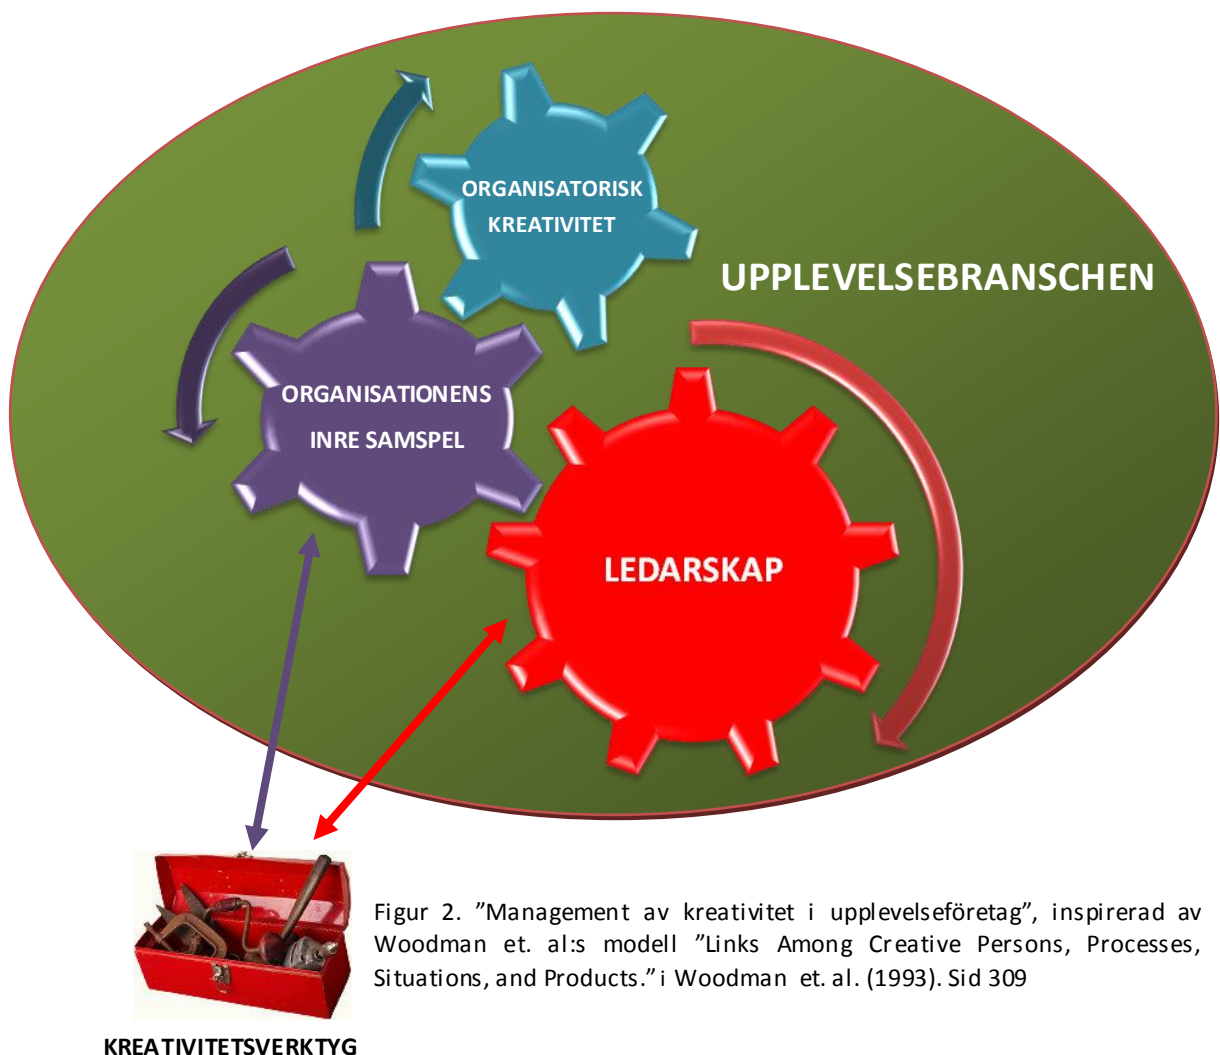 ORGANISATORISK
KREATIVITET
UPPLEVELSEBRANSCHEN
ORGANISATIONENS
INRE SAMSPEL
LEDARSKAP
Figur 2. ”Management av kreativitet i upplevelseföretag”, inspirerad av
Woodman et. al:s modell ”Links Among Creative Persons, Processes,
Situations, and Products.” i Woodman et. al. (1993). Sid 309
KREATIVITETSVERKTYG